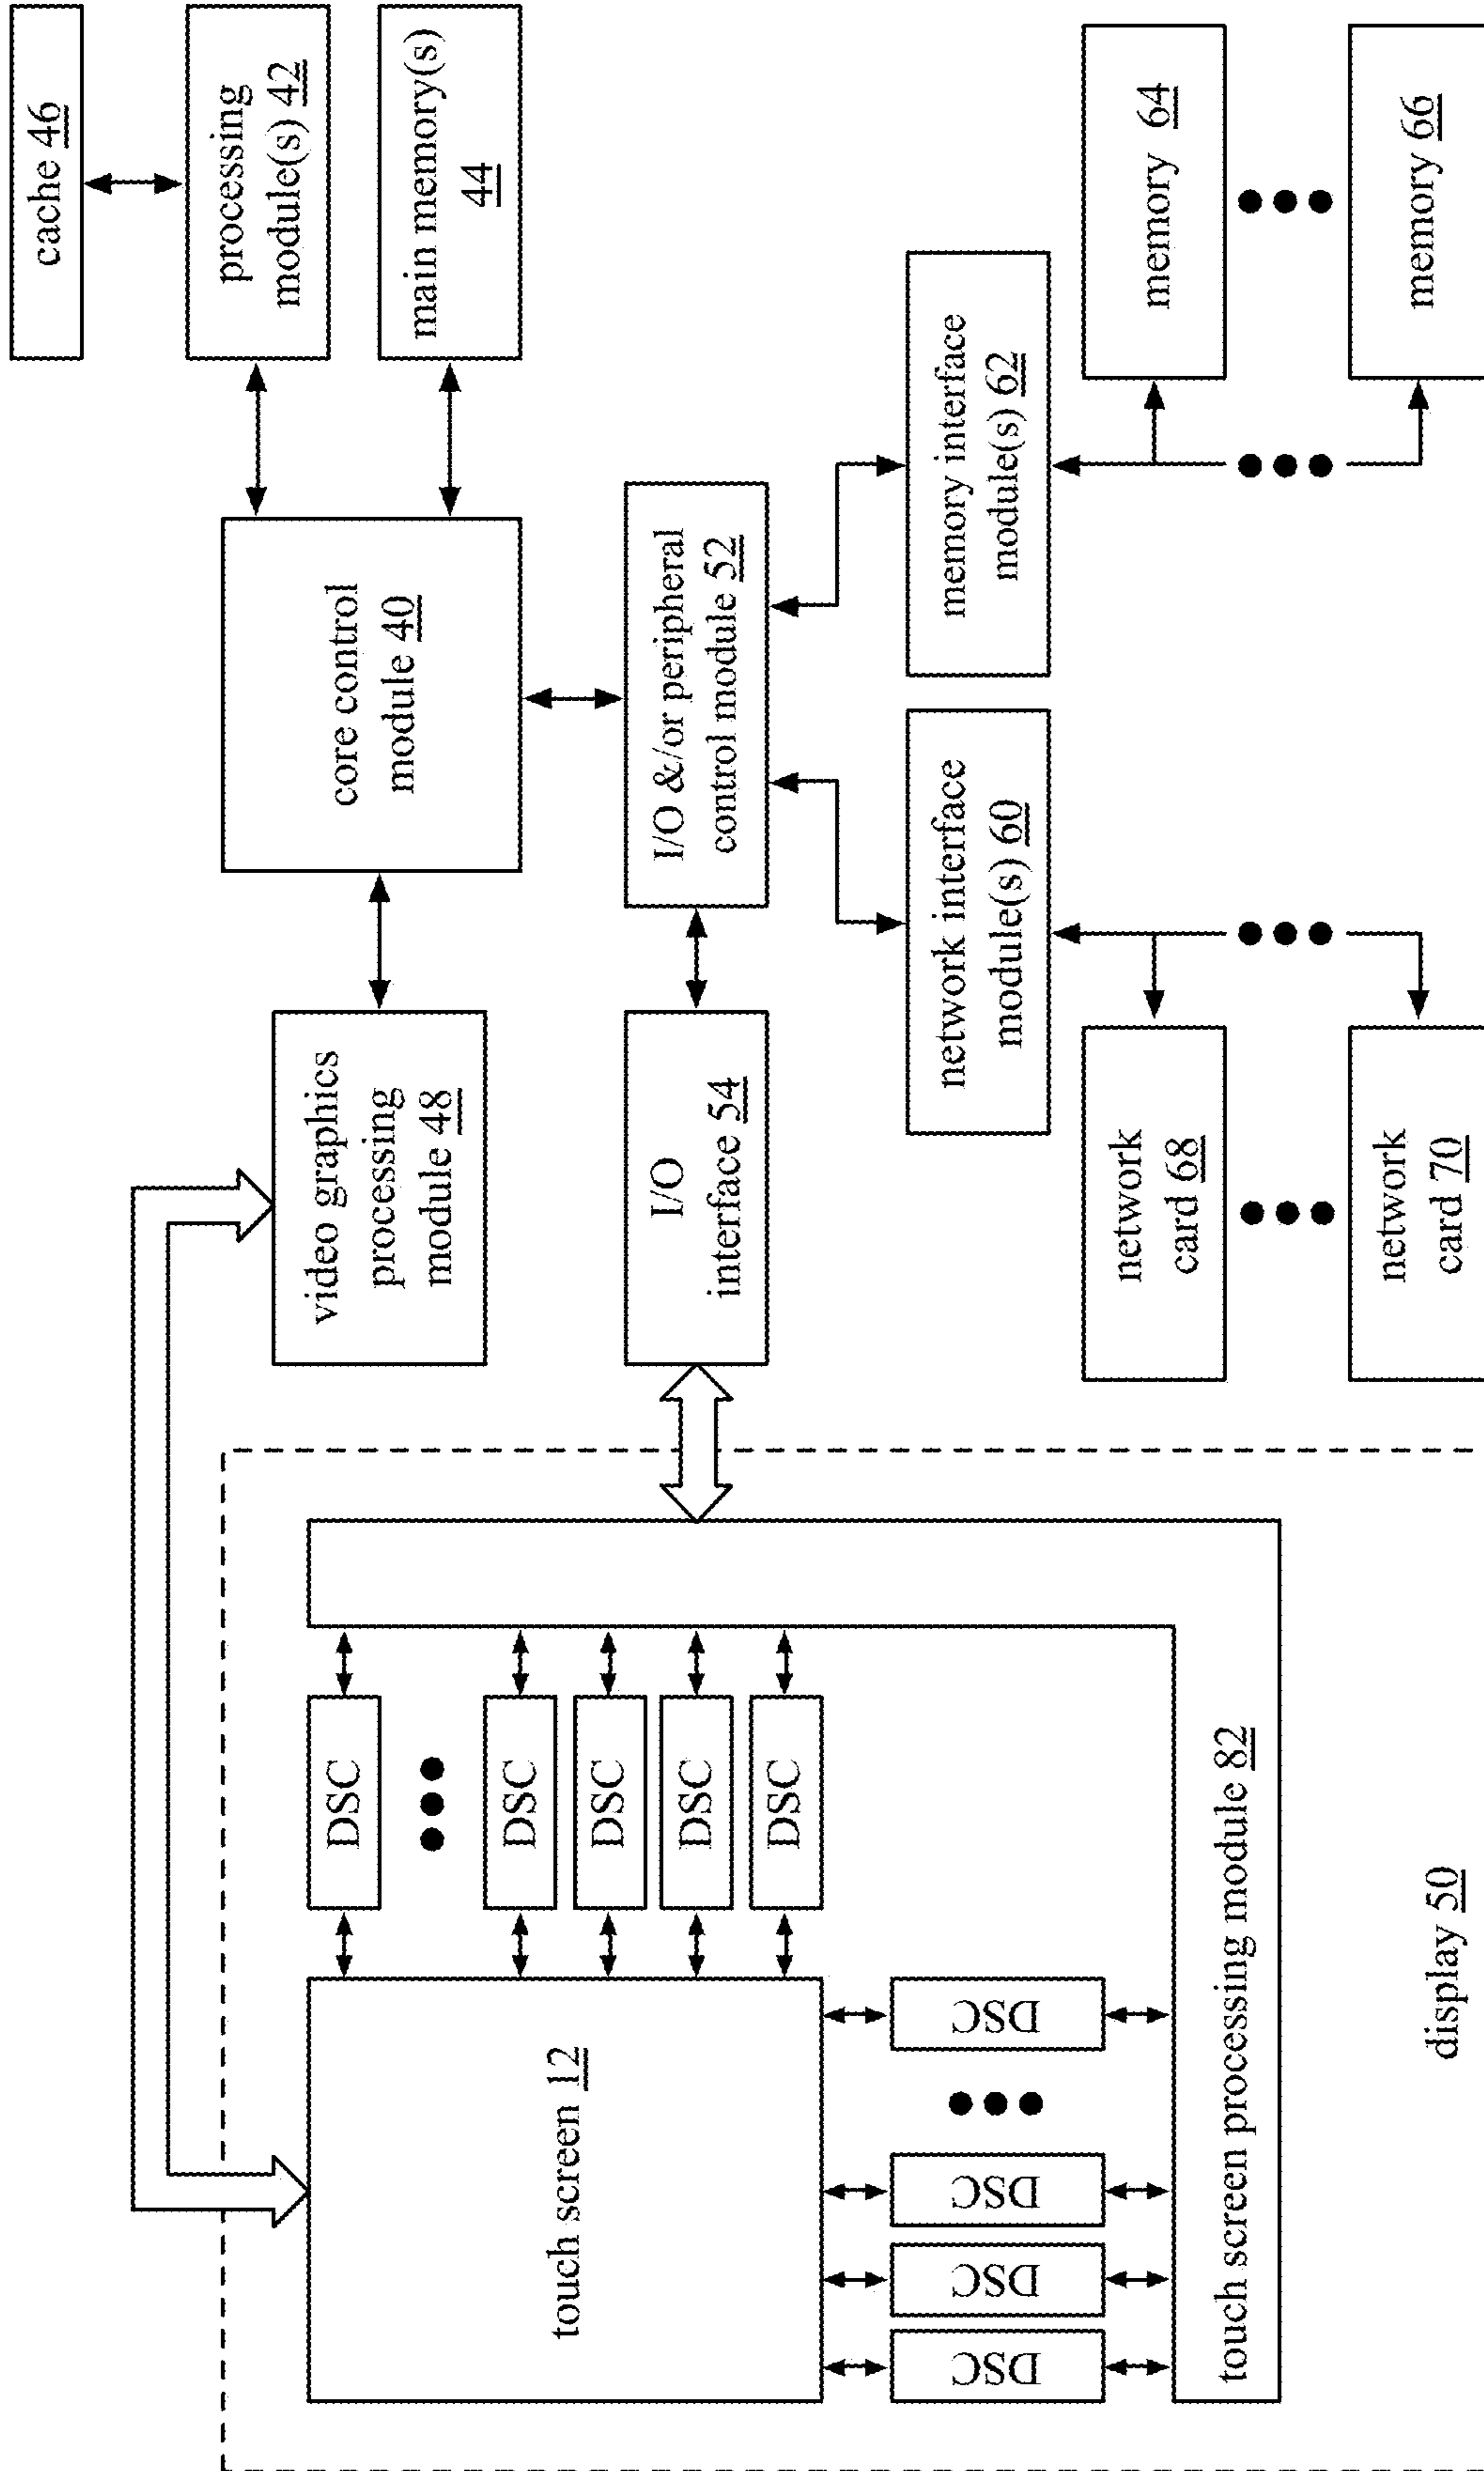 cache 46
processing
module(s) 42
main memory(s)
44
core control
module 40
video graphics
processing
module 48
touch screen 12
DSC
DSC
DSC
DSC
DSC
I/O
interface 54
I/O &/or peripheral
control module 52
DSC
DSC
DSC
DSC
network interface
module(s) 60
memory interface
module(s) 62
touch screen processing module 82
network
card 68
memory 64
display 50
network
card 70
memory 66